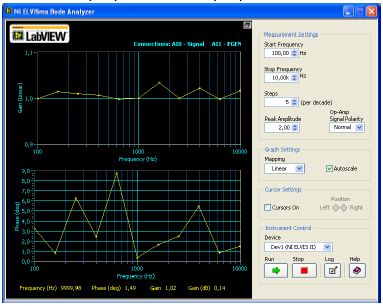 NI ELVISmx Bode Analyzer
LabVIEW
Connections: AI0 - Signal AI1 - FGEN
1,1
1,0
0,9
Gain (Linear)
100
1000
10000
Frequency (Hz)
9,0
8,0
7,0
6,0
5,0
4,0
3,0
2,0
1,0
0,0
Phase (deg)
100
1000
10000
Frequency (Hz)
Frequency (Hz) 9999,98 Phase (deg) 1,49 Gain 1,02 Gain (dB) 0,14
Measurement Settings
Start Frequency
100,00 Hz
Stop Frequency
10,00k Hz
Steps
5 (per decade)
Peak Amplitude
2,00
Op-Amp
Signal Polarity
Normal
Graph Settings
Mapping
Linear
Autoscale
Cursor Settings
Cursors On
Position
Left Right
Instrument Control
Device
Dev1 (NI ELVIS II)
Run Stop Log Help